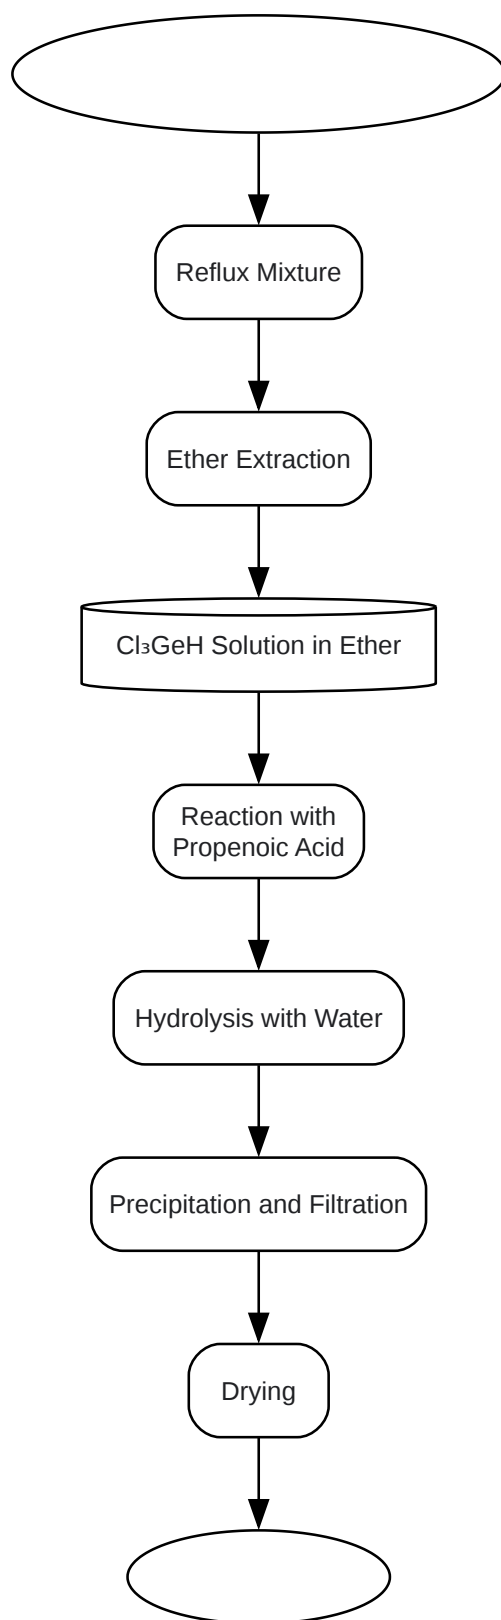 Reflux Mixture
Ether Extraction
Cl₃GeH Solution in Ether
Reaction with
Propenoic Acid
Hydrolysis with Water
Precipitation and Filtration
Drying